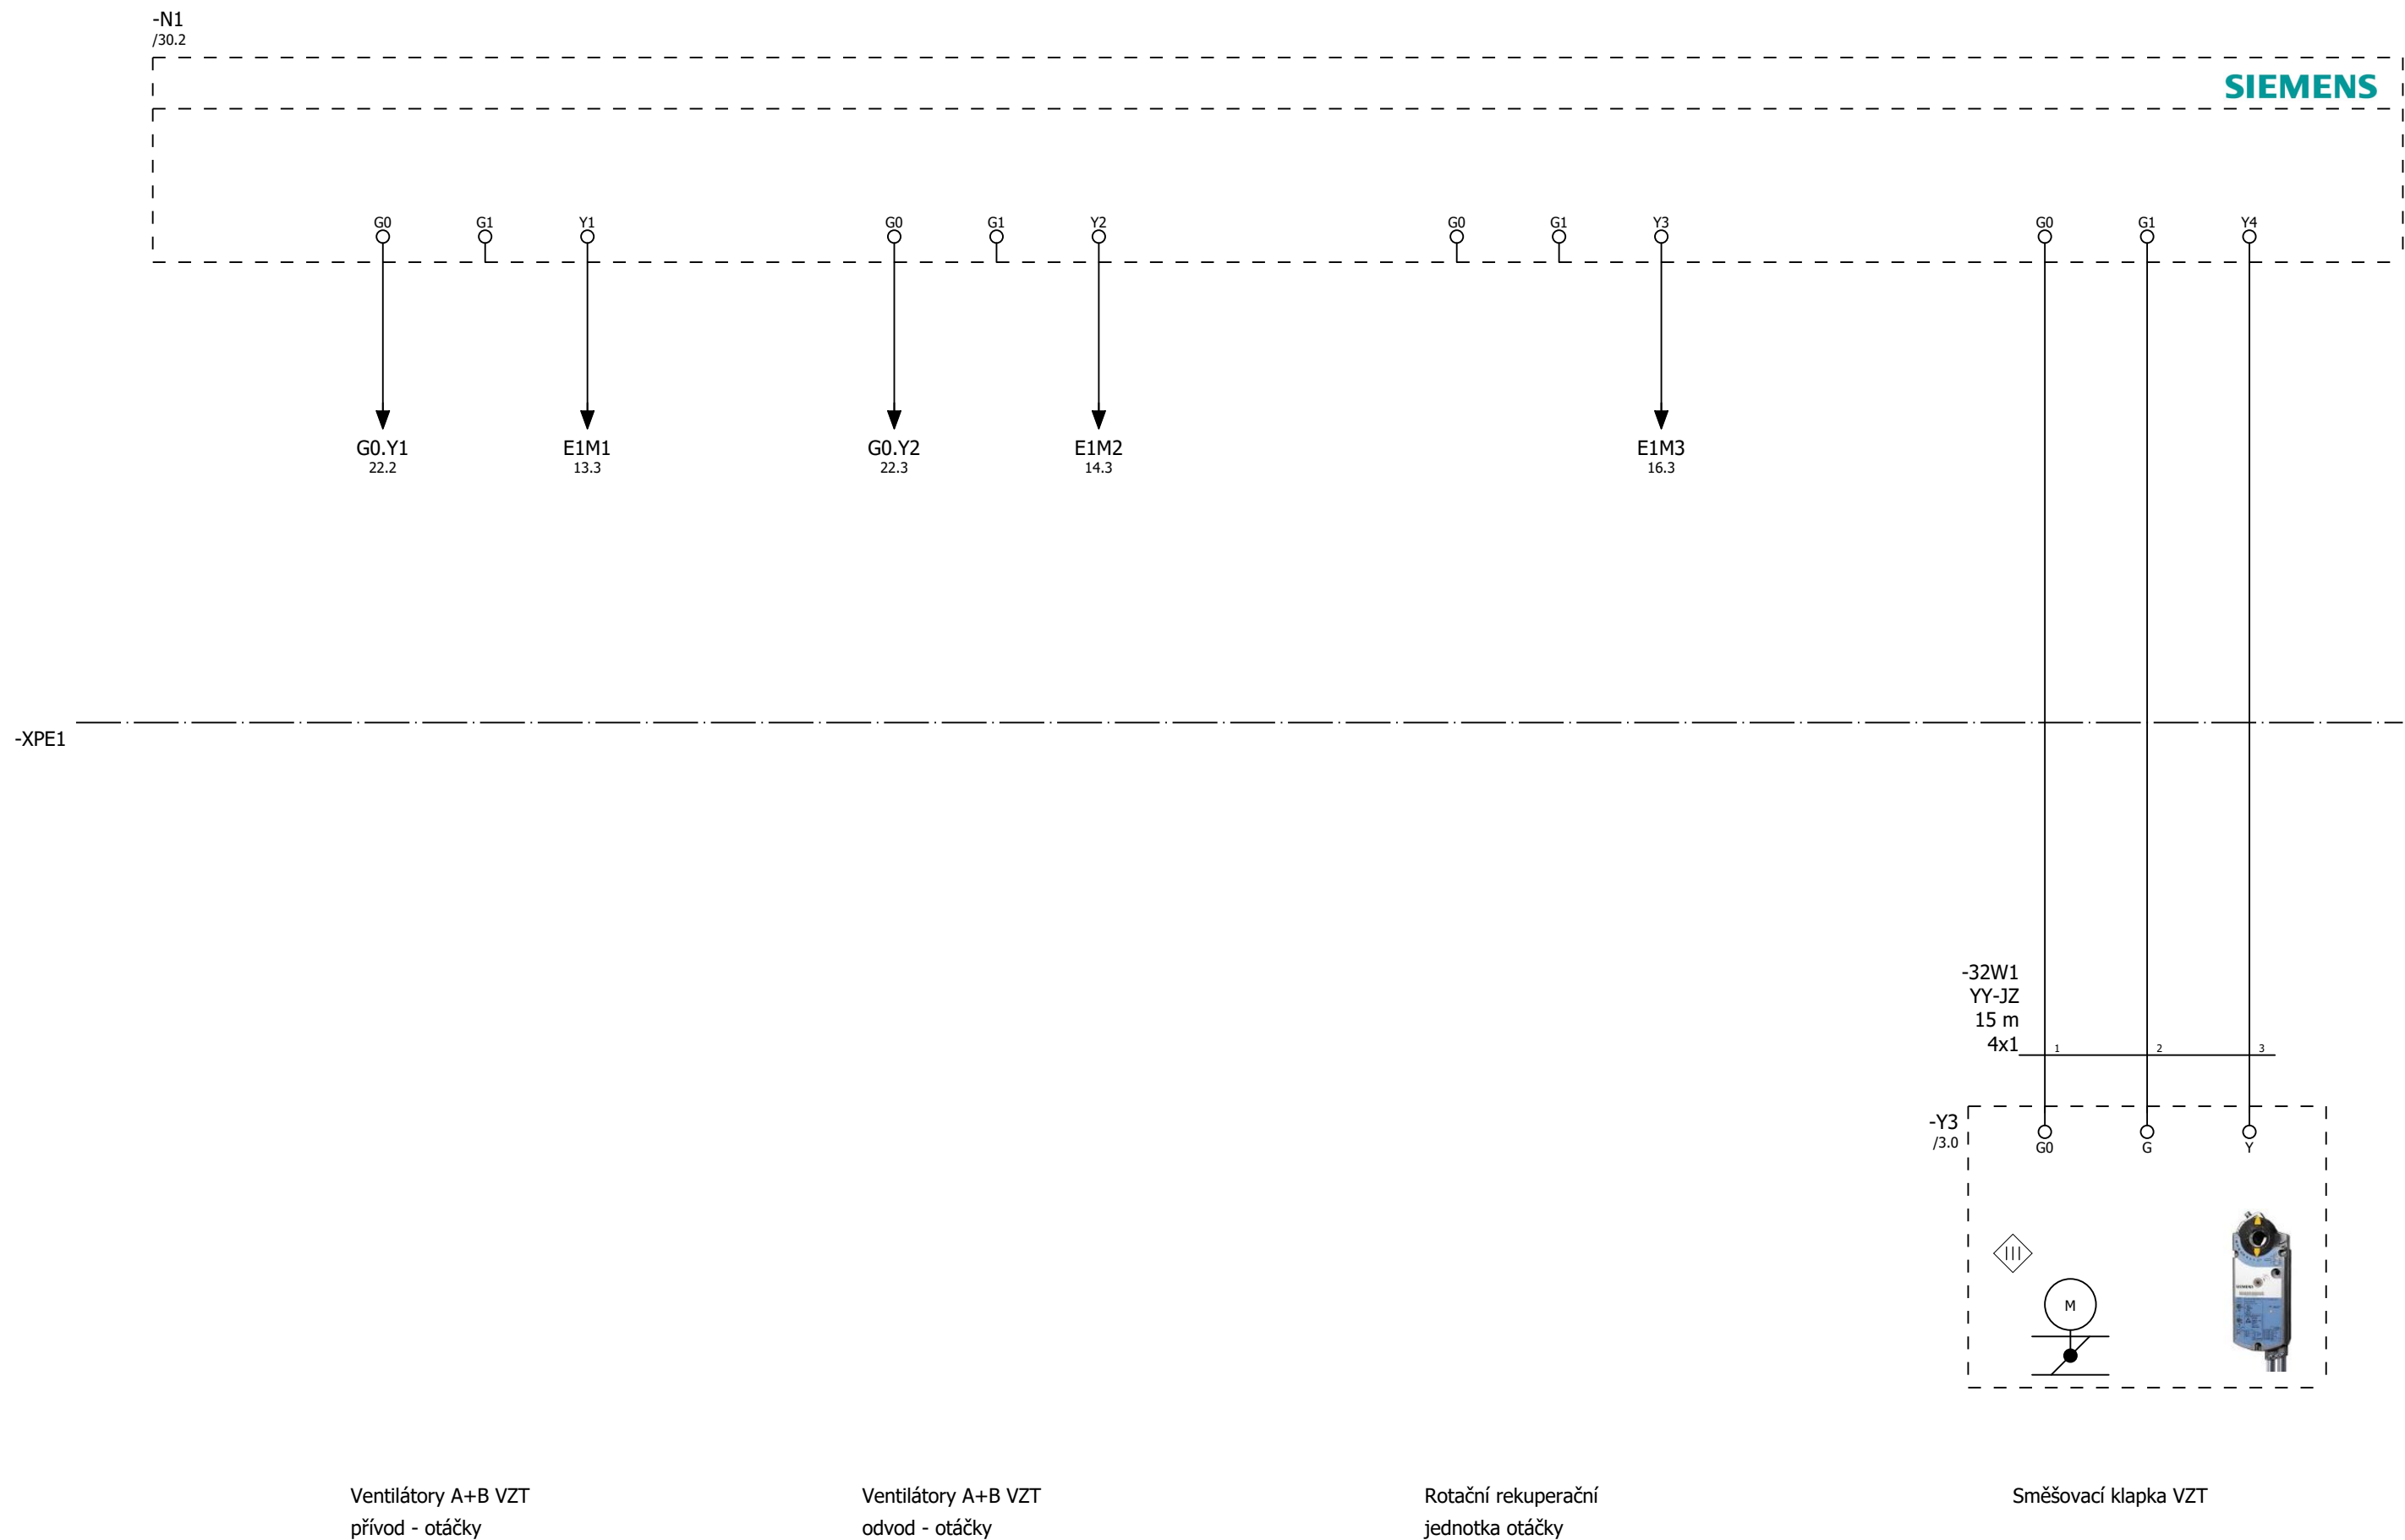 -N1
/30.2
SIEMENS
G0 G1 Y1 G0 G1 Y2 G0 G1 Y3 G0 G1 Y4
G0.Y1 E1M1 G0.Y2 E1M2 E1M3
22.2 13.3 22.3 14.3 16.3
-XPE1
-32W1
YY-JZ
15 m
4x1 1 2 3
-Y3
/3.0
G0 G Y
M
Ventilátory A+B VZT Ventilátory A+B VZT Rotační rekuperační Směšovací klapka VZT
přívod - otáčky odvod - otáčky jednotka otáčky